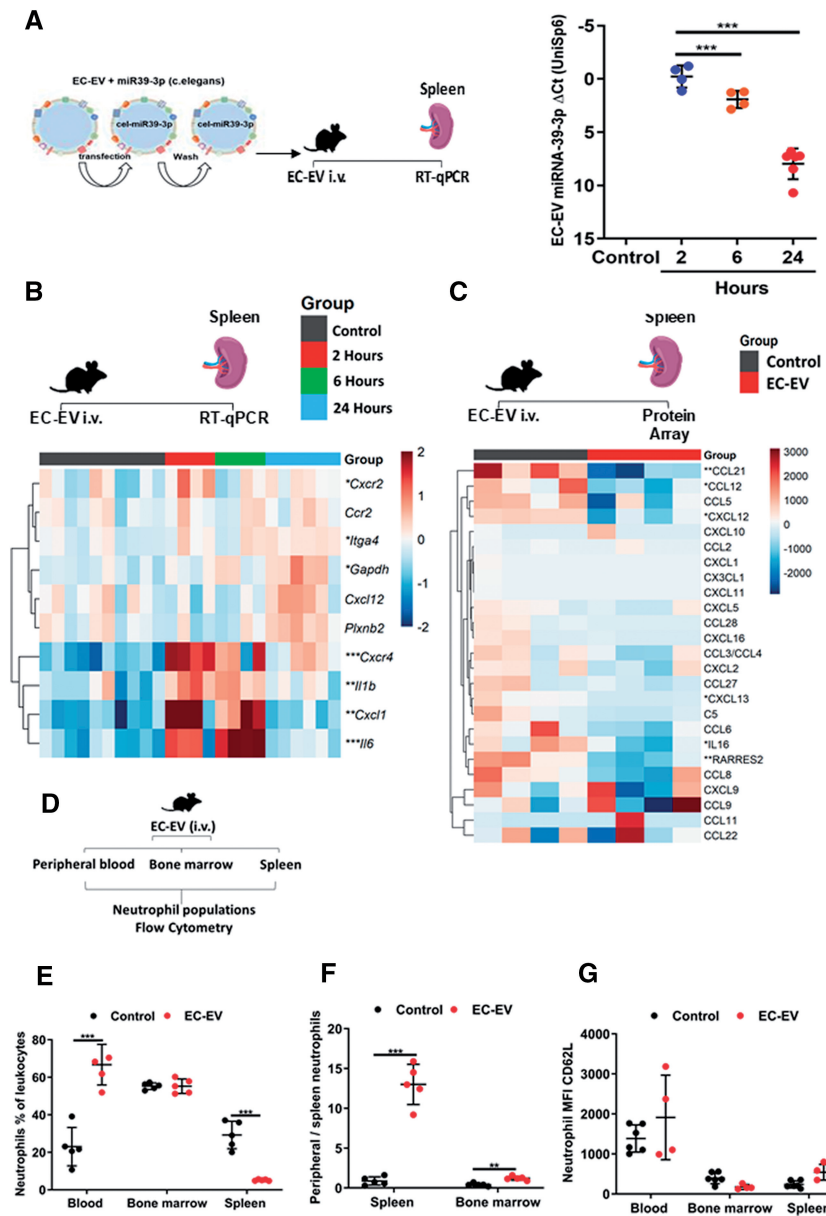 A
EC-EV + miR39-3p (c.elegans)
cel-miR39-3p
cel-miR39-3p
transfection
Wash
EC-EV i.v.
Spleen
RT-qPCR
EC-EV miRNA-39-3p ΔCt (UniSp6)
-5
0
5
10
15
***
***
Control 2 6 24
Hours
B
EC-EV i.v.
Spleen
RT-qPCR
Group
Control
2 Hours
6 Hours
24 Hours
Group
*Cxcr2
Ccr2
*Itga4
*Gapdh
Cxcl12
Plxnb2
***Cxcr4
**Il1b
**Cxcl1
***Il6
2
1
0
-1
-2
C
EC-EV i.v.
Spleen
Protein
Array
Group
Control
EC-EV
Group
**CCL21
*CCL12
CCL5
*CXCL12
CXCL10
CCL2
CXCL1
CX3CL1
CXCL11
CXCL5
CCL28
CXCL16
CCL3/CCL4
CXCL2
CCL27
*CXCL13
C5
CCL6
*IL16
**RARRES2
CCL8
CXCL9
CCL9
CCL11
CCL22
3000
2000
1000
0
-1000
-2000
D
EC-EV (i.v.)
Peripheral blood Bone marrow Spleen
Neutrophil populations
Flow Cytometry
E
Control EC-EV
Neutrophils % of leukocytes
80
60
40
20
0
***
***
Blood Bone marrow Spleen
F
Control EC-EV
Peripheral / spleen neutrophils
20
15
10
5
0
***
**
Spleen Bone marrow
G
Control EC-EV
Neutrophil MFI CD62L
4000
3000
2000
1000
0
Blood Bone marrow Spleen